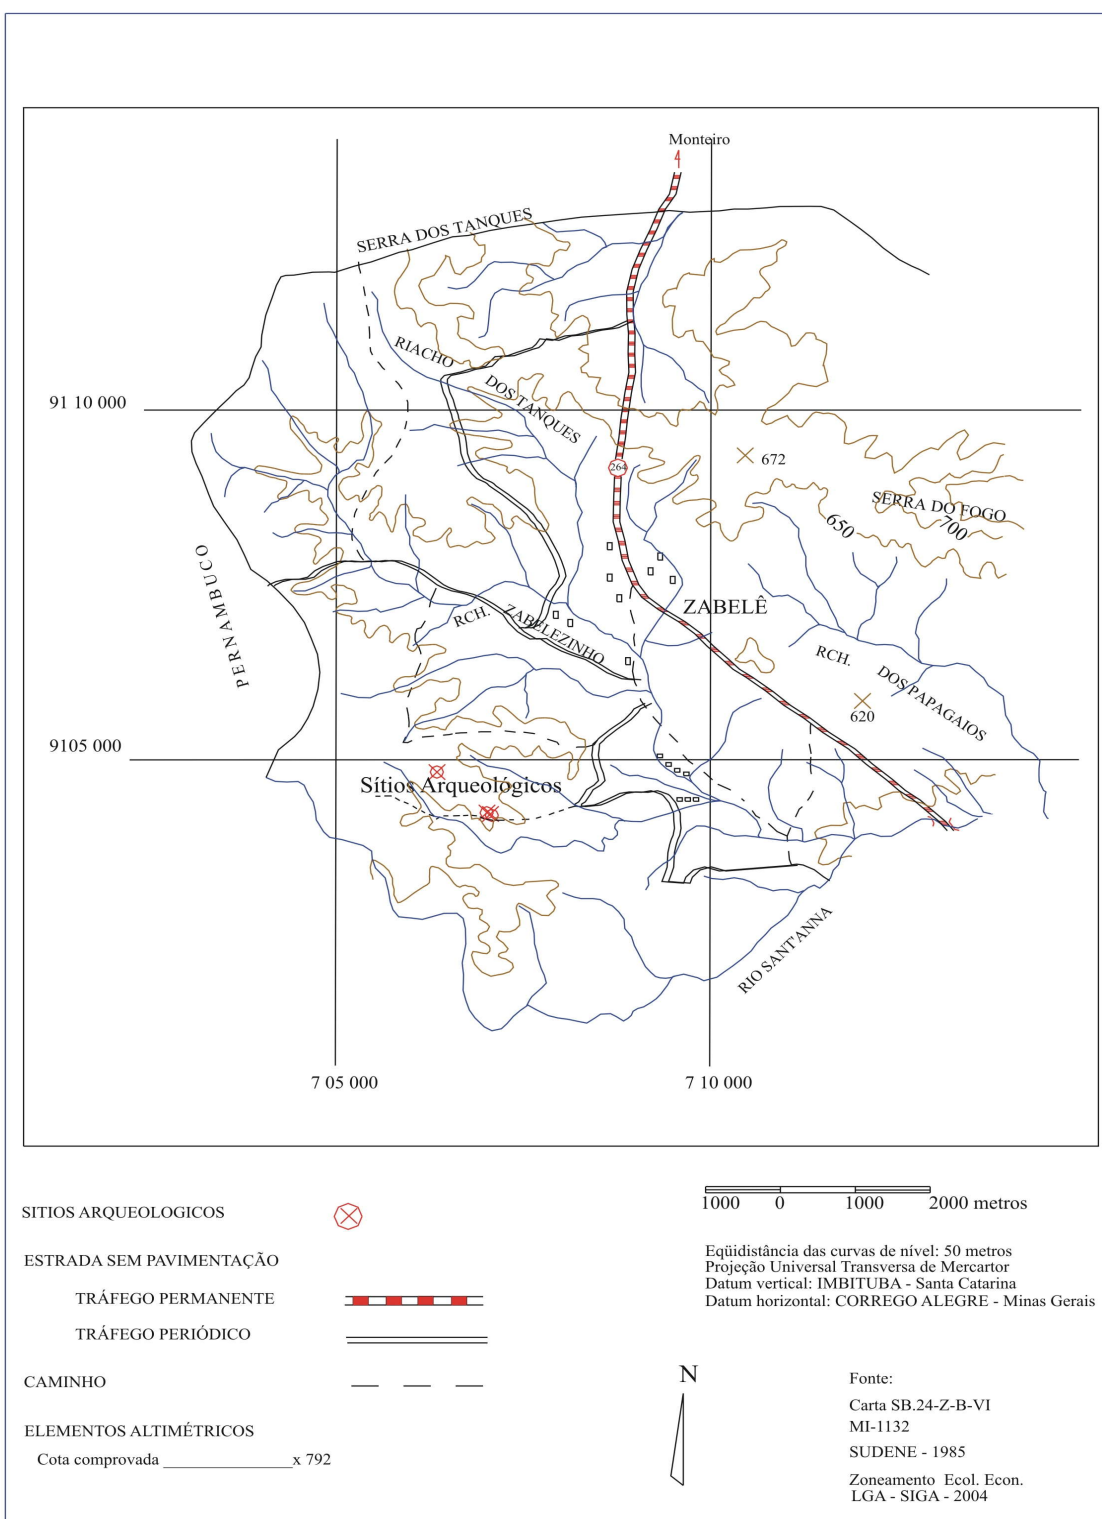 Monteiro
SERRA DOS TANQUES
RIACHO
DOS TANQUES
91 10 000
264
672
SERRA DO FOGO
650
700
PERNAMBUCO
ZABELÊ
RCH.
ZABELEZINHO
RCH.
DOS PAPAGAIOS
620
9105 000
Sítios Arqueológicos
RIO SANT'ANNA
7 05 000
7 10 000
SITIOS ARQUEOLOGICOS
ESTRADA SEM PAVIMENTAÇÃO
TRÁFEGO PERMANENTE
TRÁFEGO PERIÓDICO
CAMINHO
ELEMENTOS ALTIMÉTRICOS
Cota comprovada ________________x 792
1000 0 1000 2000 metros
Eqüidistância das curvas de nível: 50 metros
Projeção Universal Transversa de Mercartor
Datum vertical: IMBITUBA - Santa Catarina
Datum horizontal: CORREGO ALEGRE - Minas Gerais
N
Fonte:
Carta SB.24-Z-B-VI
MI-1132
SUDENE - 1985
Zoneamento Ecol. Econ.
LGA - SIGA - 2004